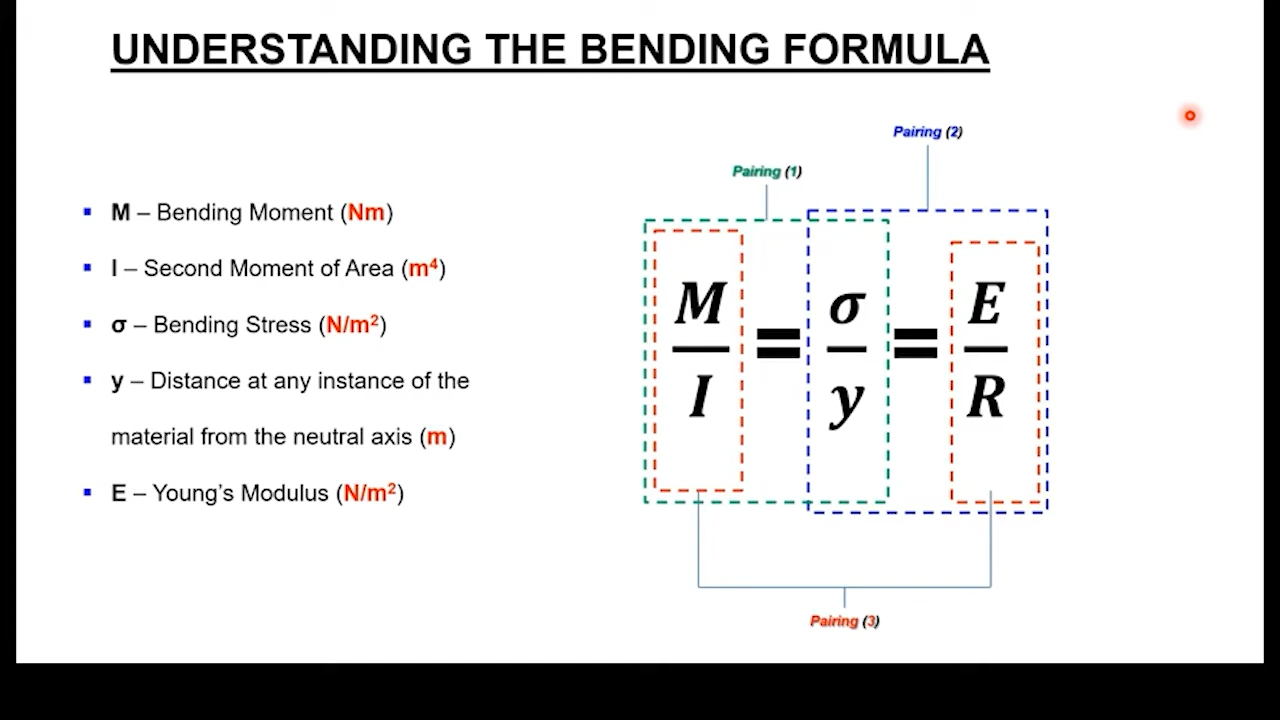 UNDERSTANDING THE BENDING FORMULA
Pairing (2)
Pairing (1)
▪ M – Bending Moment (Nm)
▪ I – Second Moment of Area (m⁴)
▪ σ – Bending Stress (N/m²)
▪ y – Distance at any instance of the
material from the neutral axis (m)
▪ E – Young's Modulus (N/m²)
M/I = σ/y = E/R
Pairing (3)